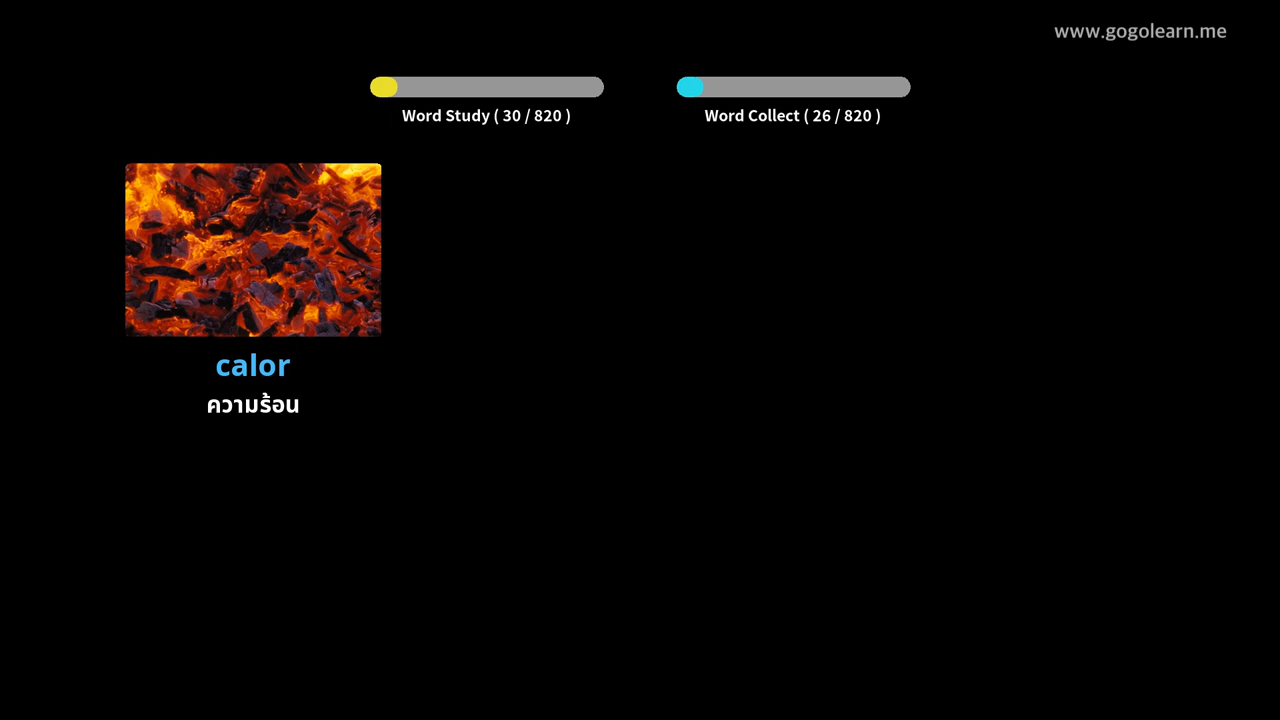 www.gogolearn.me
Word Study ( 30 / 820 )
Word Collect ( 26 / 820 )
calor
ความร้อน